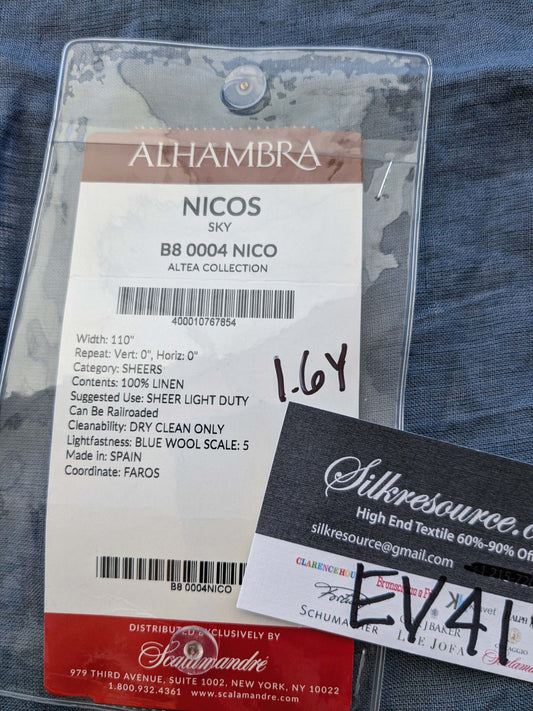 ALHAMBRA
NICOS
SKY
B8 0004 NICO
ALTEA COLLECTION
400010767854
Width: 110"
Repeat: Vert: 0", Horiz: 0"
Category: SHEERS
Contents: 100% LINEN
Suggested Use: SHEER LIGHT DUTY
Can Be Railroaded
Cleanability: DRY CLEAN ONLY
Lightfastness: BLUE WOOL SCALE: 5
Made in: SPAIN
Coordinate: FAROS
1.6Y
B8 0004NICO
DISTRIBUTED EXCLUSIVELY BY
Scalamandré
979 THIRD AVENUE, SUITE 1002, NEW YORK, NY 10022
1.800.932.4361 www.scalamandre.com
Silkresource.c
High End Textile 60%-90% Off
silkresource@gmail.com
CLARENCE HOU
EV41
SCHUMACHER
LEE JOFA